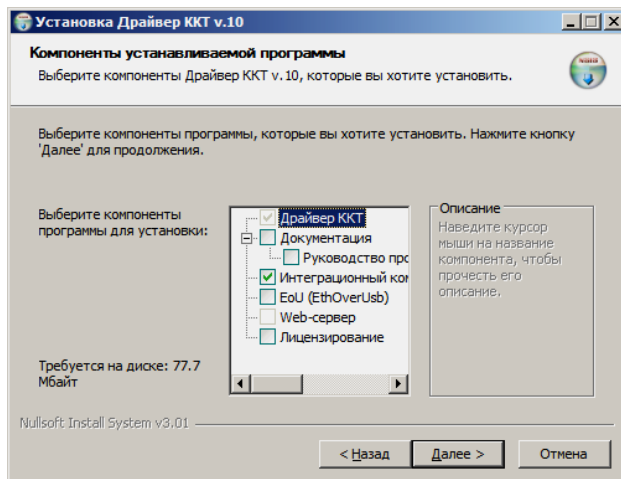 Установка Драйвер ККТ v.10
Компоненты устанавливаемой программы
Выберите компоненты Драйвер ККТ v.10, которые вы хотите установить.
Выберите компоненты программы, которые вы хотите установить. Нажмите кнопку
'Далее' для продолжения.
Выберите компоненты
программы для установки:
Драйвер ККТ
Документация
Руководство прс
Интеграционный ком
EoU (EthOverUsb)
Web-сервер
Лицензирование
Описание
Наведите курсор
мыши на название
компонента, чтобы
прочесть его
описание.
Требуется на диске: 77.7
Мбайт
Nullsoft Install System v3.01
< Назад
Далее >
Отмена